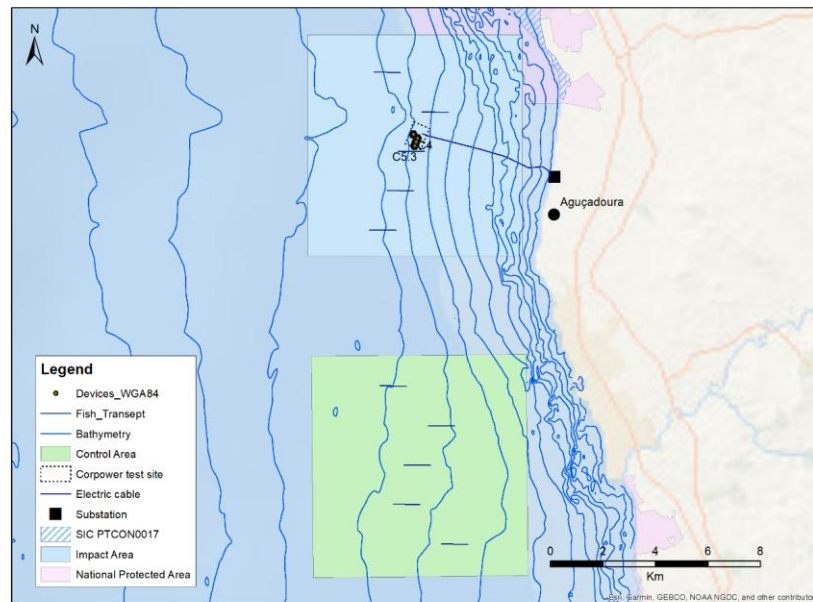 N
C4
C5.3
Aguçadoura
Legend
Devices_WGA84
Fish_Transept
Bathymetry
Control Area
Corpower test site
Electric cable
Substation
SIC PTCON0017
Impact Area
National Protected Area
0 2 4 6 8
Km
Esri, Garmin, GEBCO, NOAA NGDC, and other contributors